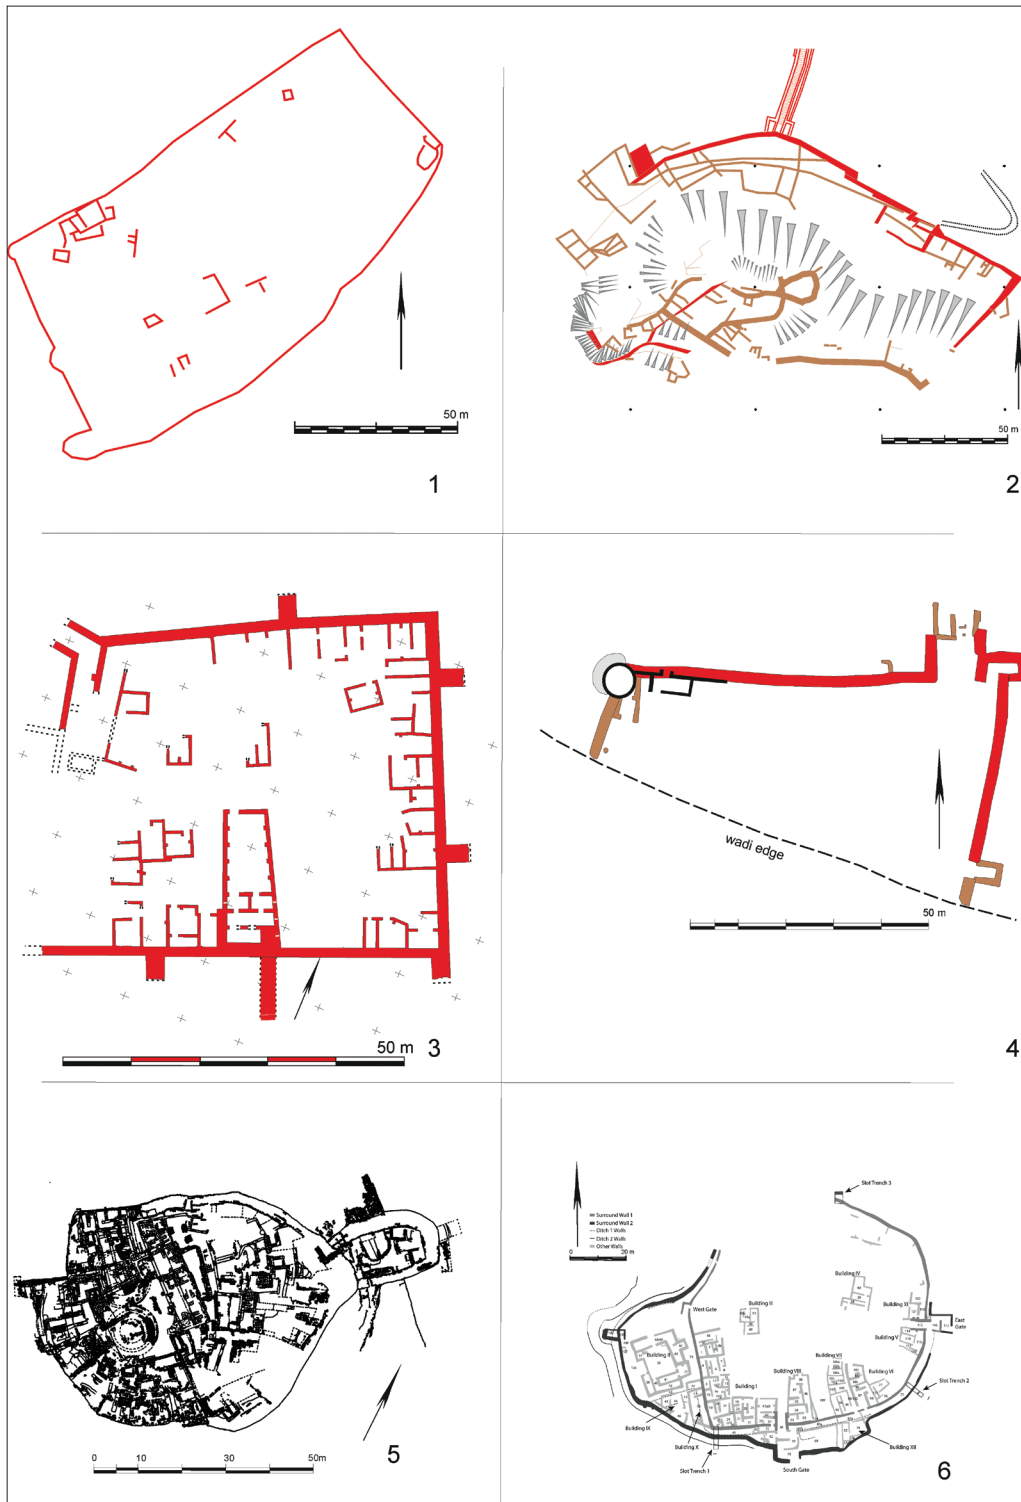 50 m
1
50 m
2
50 m
3
wadi edge
50 m
4
0 10 30 50m
5
Slot Trench 3
Surround Wall 1
Surround Wall 2
Ditch 1 Walls
Ditch 2 Walls
Other Walls
0 20 m
Building IV
West Gate
Building III
Building XI
East
Gate
Building V
Building II
Building VII
Building VIII
Building VI
Slot Trench 2
Building I
Building IX
Building X
Building XII
Slot Trench 1
South Gate
6